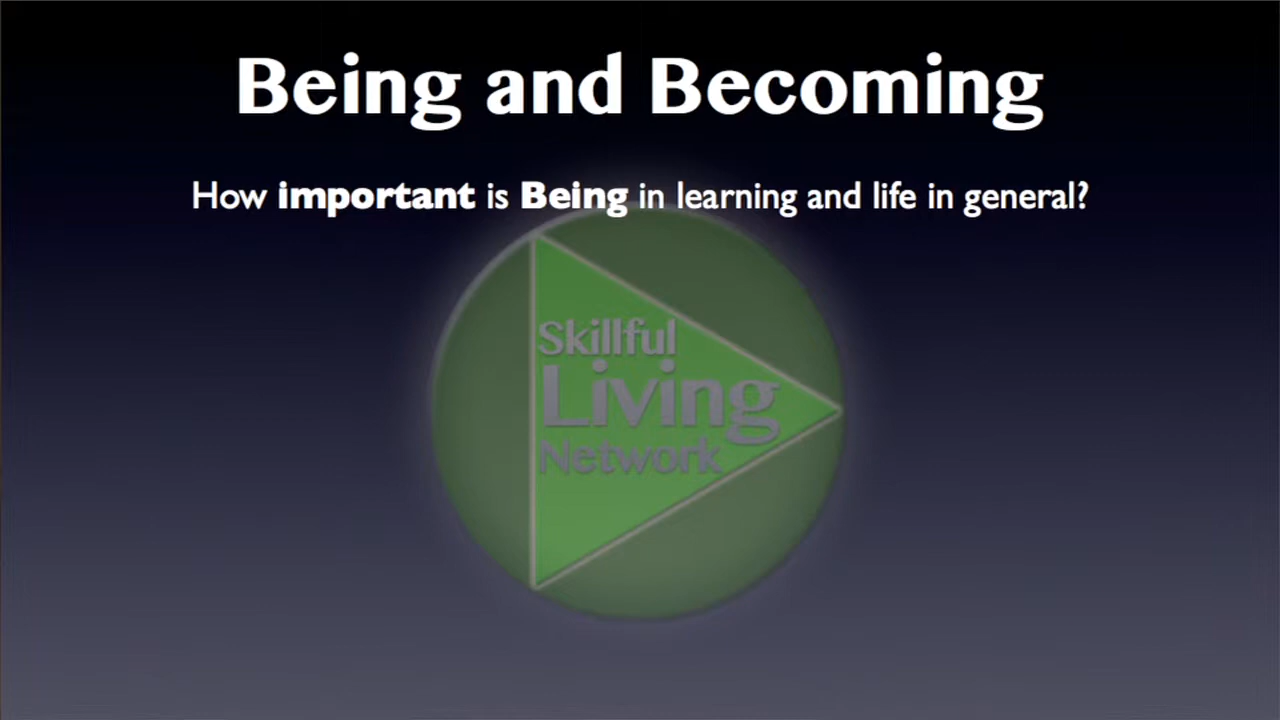 Being and Becoming
How important is Being in learning and life in general?
Skillful
Living
Network